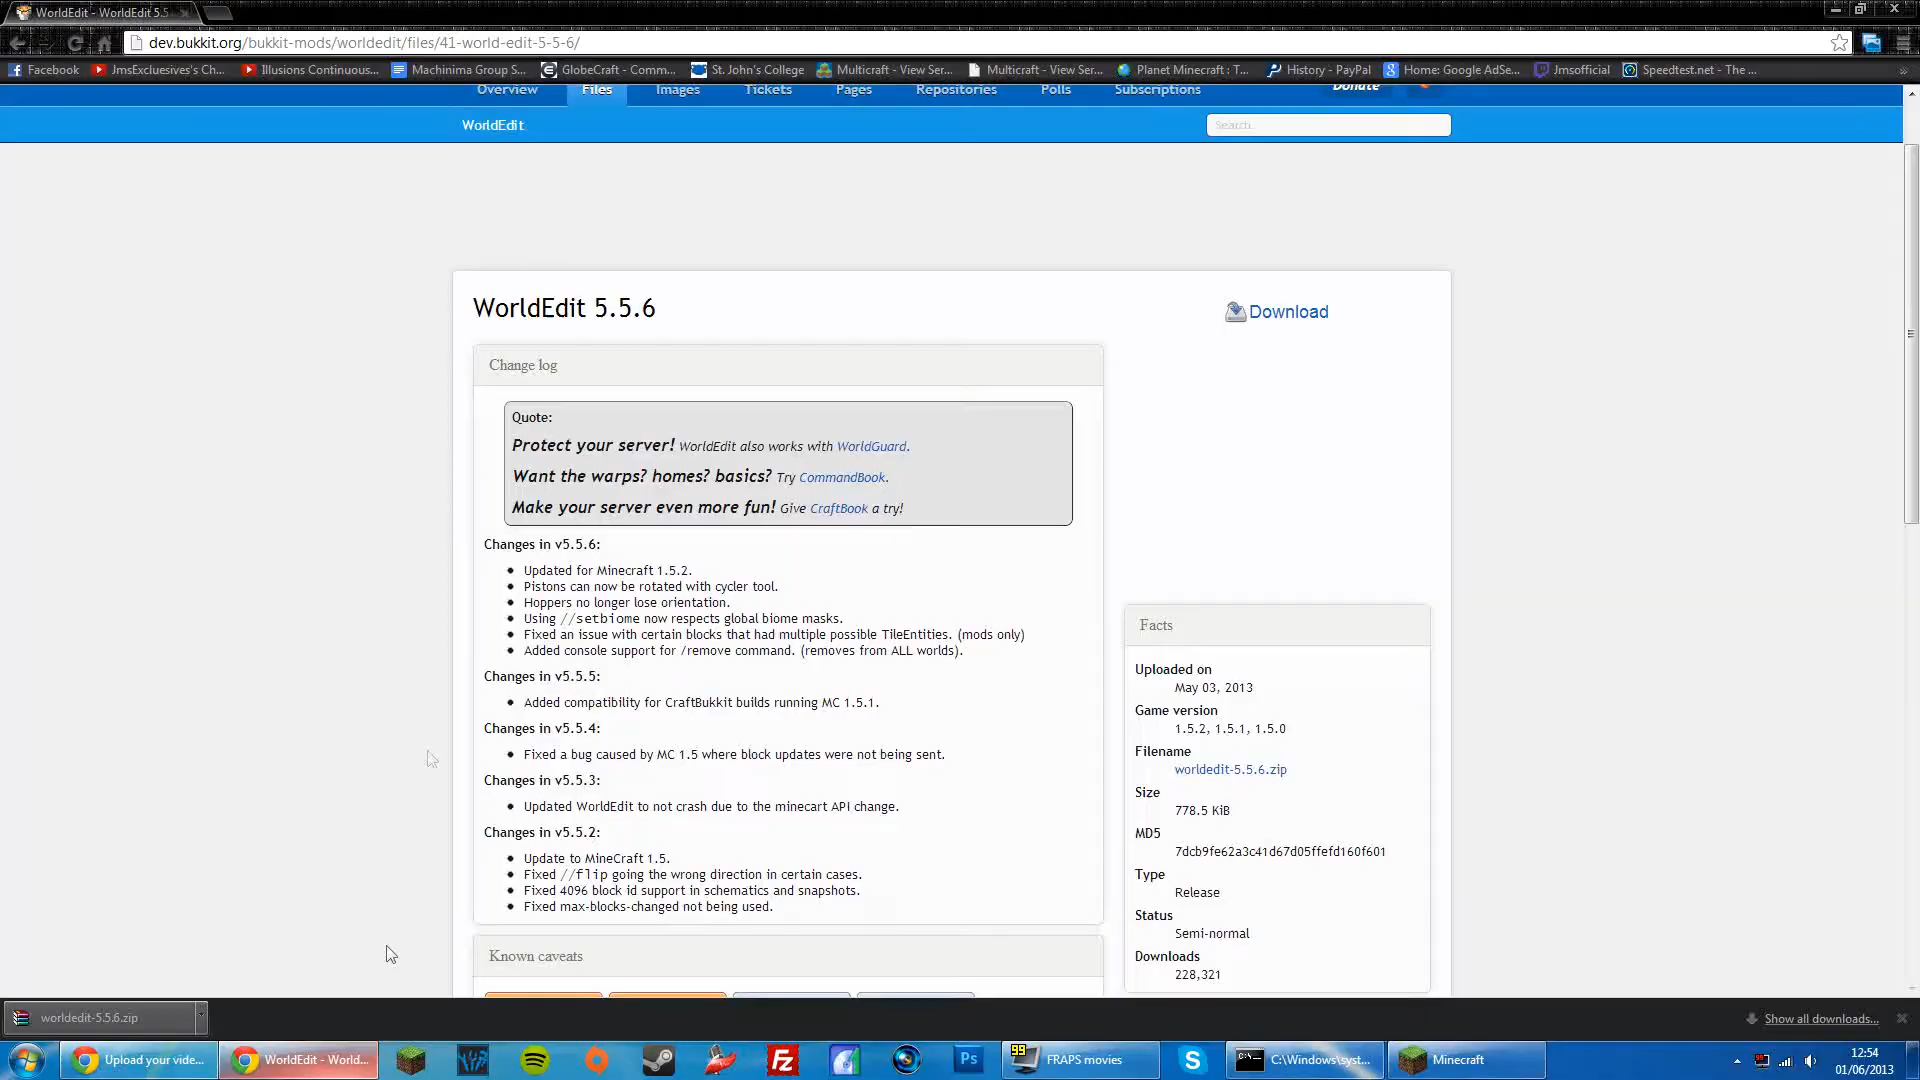 WorldEdit - WorldEdit 5.5
dev.bukkit.org/bukkit-mods/worldedit/files/41-world-edit-5-5-6/
Facebook
JmsExcluesives's Ch...
Illusions Continuous...
Machinima Group S...
GlobeCraft - Comm...
St. John's College
Multicraft - View Ser...
Multicraft - View Ser...
Planet Minecraft : T...
History - PayPal
Home: Google AdSe...
Jmsofficial
Speedtest.net - The ...
Overview
Files
Images
Tickets
Pages
Repositories
Polls
Subscriptions
Donate
WorldEdit
Search
WorldEdit 5.5.6
Download
Change log
Quote:
Protect your server! WorldEdit also works with WorldGuard.
Want the warps? homes? basics? Try CommandBook.
Make your server even more fun! Give CraftBook a try!
Changes in v5.5.6:
Updated for Minecraft 1.5.2.
Pistons can now be rotated with cycler tool.
Hoppers no longer lose orientation.
Using //setbiome now respects global biome masks.
Fixed an issue with certain blocks that had multiple possible TileEntities. (mods only)
Added console support for /remove command. (removes from ALL worlds).
Changes in v5.5.5:
Added compatibility for CraftBukkit builds running MC 1.5.1.
Changes in v5.5.4:
Fixed a bug caused by MC 1.5 where block updates were not being sent.
Changes in v5.5.3:
Updated WorldEdit to not crash due to the minecart API change.
Changes in v5.5.2:
Update to MineCraft 1.5.
Fixed //flip going the wrong direction in certain cases.
Fixed 4096 block id support in schematics and snapshots.
Fixed max-blocks-changed not being used.
Known caveats
Facts
Uploaded on
May 03, 2013
Game version
1.5.2, 1.5.1, 1.5.0
Filename
worldedit-5.5.6.zip
Size
778.5 KiB
MD5
7dcb9fe62a3c41d67d05ffefd160f601
Type
Release
Status
Semi-normal
Downloads
228,321
worldedit-5.5.6.zip
Show all downloads...
Upload your vide...
WorldEdit - World...
Fz
Ps
99
FRAPS movies
C:\Windows\syst...
Minecraft
12:54
01/06/2013